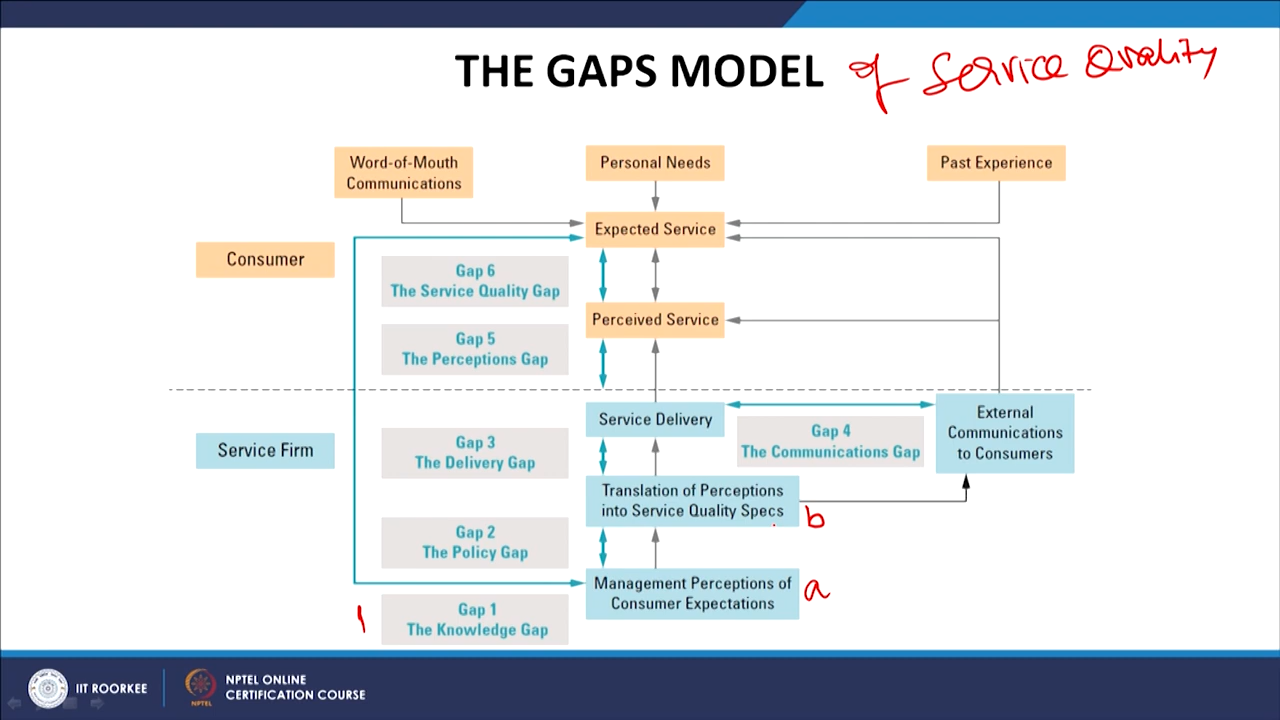 THE GAPS MODEL of Service Quality
Word-of-Mouth
Communications
Personal Needs
Past Experience
Expected Service
Consumer
Gap 6
The Service Quality Gap
Perceived Service
Gap 5
The Perceptions Gap
Service Delivery
External
Communications
to Consumers
Gap 4
The Communications Gap
Service Firm
Gap 3
The Delivery Gap
Translation of Perceptions
into Service Quality Specs
b
Gap 2
The Policy Gap
Management Perceptions of
Consumer Expectations
a
1
Gap 1
The Knowledge Gap
IIT ROORKEE
NPTEL
NPTEL ONLINE
CERTIFICATION COURSE